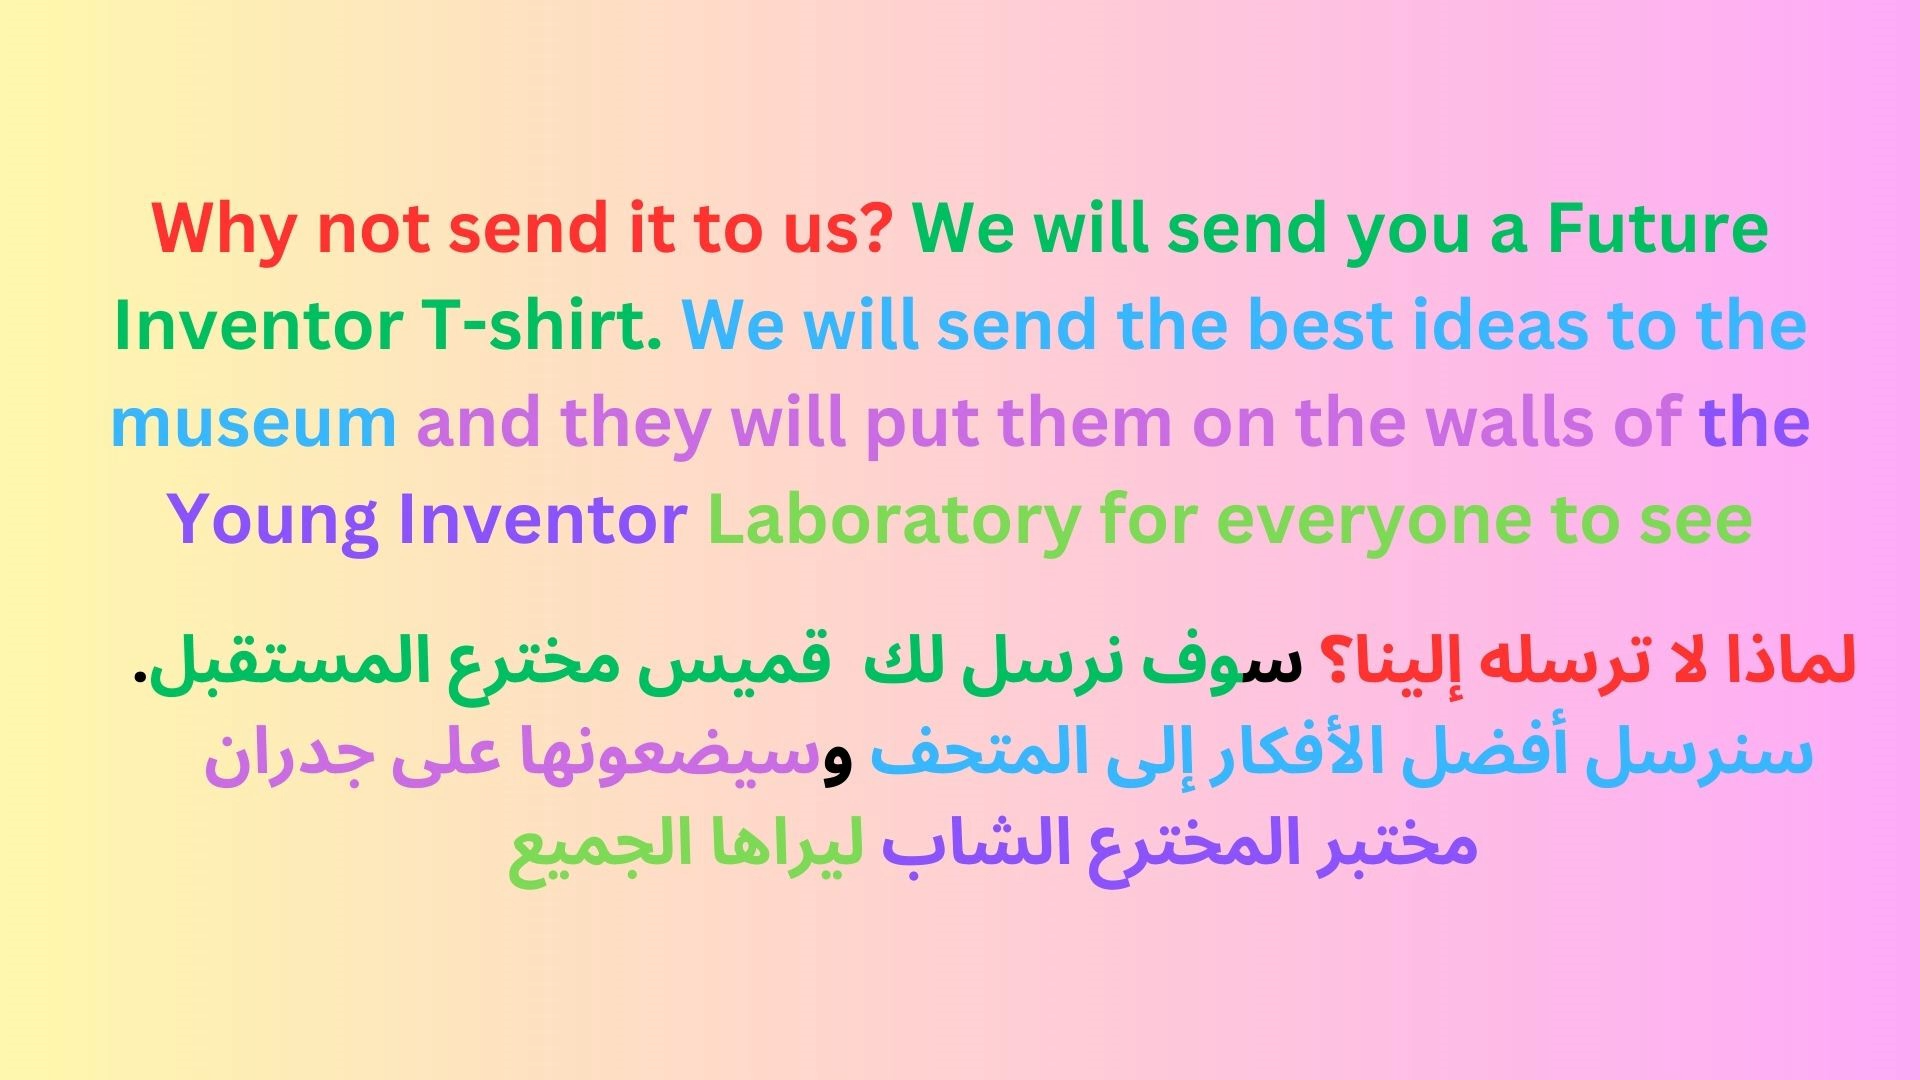 Why not send it to us? We will send you a Future
Inventor T-shirt. We will send the best ideas to the
museum and they will put them on the walls of the
Young Inventor Laboratory for everyone to see
لماذا لا ترسله إلينا؟ سوف نرسل لك قميس مخترع المستقبل.
سنرسل أفضل الأفكار إلى المتحف وسيضعونها على جدران
مختبر المخترع الشاب ليراها الجميع